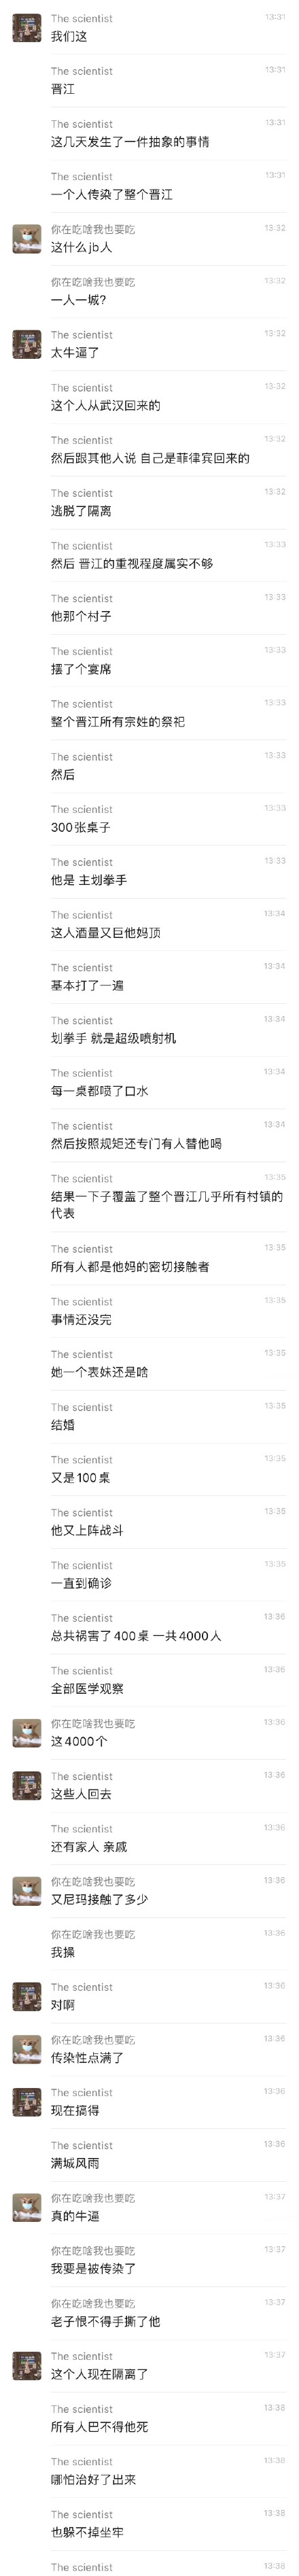 The scientist
13:31
我们这
The scientist
13:31
晋江
The scientist
13:31
这几天发生了一件抽象的事情
The scientist
13:31
一个人传染了整个晋江
你在吃啥我也要吃
13:32
这什么jb人
你在吃啥我也要吃
13:32
一人一城?
The scientist
13:32
太牛逼了
The scientist
13:32
这个人从武汉回来的
The scientist
13:32
然后跟其他人说 自己是菲律宾回来的
The scientist
13:32
逃脱了隔离
The scientist
13:33
然后 晋江的重视程度属实不够
The scientist
13:33
他那个村子
The scientist
13:33
摆了个宴席
The scientist
13:33
整个晋江所有宗姓的祭祀
The scientist
13:33
然后
The scientist
13:33
300张桌子
The scientist
13:33
他是 主划拳手
The scientist
13:34
这人酒量又巨他妈顶
The scientist
13:34
基本打了一遍
The scientist
13:34
划拳手 就是超级喷射机
The scientist
13:34
每一桌都喷了口水
The scientist
13:34
然后按照规矩还专门有人替他喝
The scientist
13:35
结果一下子覆盖了整个晋江几乎所有村镇的
代表
The scientist
13:35
所有人都是他妈的密切接触者
The scientist
13:35
事情还没完
The scientist
13:35
她一个表妹还是啥
The scientist
13:35
结婚
The scientist
13:35
又是100桌
The scientist
13:35
他又上阵战斗
The scientist
13:35
一直到确诊
The scientist
13:36
总共祸害了400桌 一共4000人
The scientist
13:36
全部医学观察
你在吃啥我也要吃
13:36
这4000个
The scientist
13:36
这些人回去
The scientist
13:36
还有家人 亲戚
你在吃啥我也要吃
13:36
又尼玛接触了多少
你在吃啥我也要吃
13:36
我操
The scientist
13:36
对啊
你在吃啥我也要吃
13:36
传染性点满了
The scientist
13:36
现在搞得
The scientist
13:36
满城风雨
你在吃啥我也要吃
13:37
真的牛逼
你在吃啥我也要吃
13:37
我要是被传染了
你在吃啥我也要吃
13:37
老子恨不得手撕了他
The scientist
13:37
这个人现在隔离了
The scientist
13:38
所有人巴不得他死
The scientist
13:38
哪怕治好了出来
The scientist
13:38
也躲不掉坐牢
The scientist
13:38